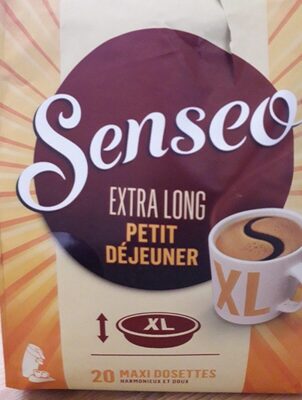 Senseo
EXTRA LONG
PETIT
DÉJEUNER
XL
XL
20 MAXI DOSETTES
HARMONIEUX ET DOUX